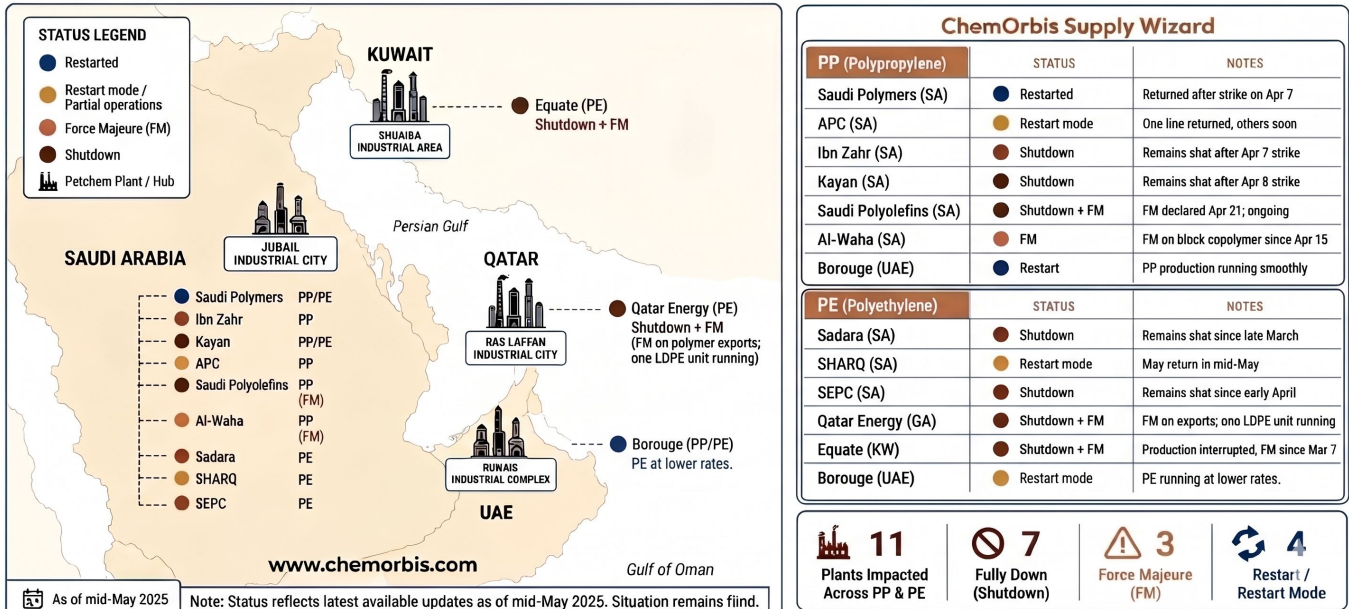 STATUS LEGEND
Restarted
Restart mode /
Partial operations
Force Majeure (FM)
Shutdown
Petchem Plant / Hub
KUWAIT
SHUAIBA
INDUSTRIAL AREA
Equate (PE)
Shutdown + FM
JUBAIL
INDUSTRIAL CITY
Persian Gulf
SAUDI ARABIA
Saudi Polymers PP/PE
Ibn Zahr PP
Kayan PP/PE
APC PP
Saudi Polyolefins PP
(FM)
Al-Waha PP
(FM)
Sadara PE
SHARQ PE
SEPC PE
QATAR
RAS LAFFAN
INDUSTRIAL CITY
Qatar Energy (PE)
Shutdown + FM
(FM on polymer exports;
one LDPE unit running)
RUNAIS
INDUSTRIAL COMPLEX
UAE
Borouge (PP/PE)
PE at lower rates.
www.chemorbis.com
Gulf of Oman
As of mid-May 2025
Note: Status reflects latest available updates as of mid-May 2025. Situation remains fiind.
ChemOrbis Supply Wizard
PP (Polypropylene) STATUS NOTES
Saudi Polymers (SA) Restarted Returned after strike on Apr 7
APC (SA) Restart mode One line returned, others soon
Ibn Zahr (SA) Shutdown Remains shat after Apr 7 strike
Kayan (SA) Shutdown Remains shat after Apr 8 strike
Saudi Polyolefins (SA) Shutdown + FM FM declared Apr 21; ongoing
Al-Waha (SA) FM FM on block copolymer since Apr 15
Borouge (UAE) Restart PP production running smoothly
PE (Polyethylene) STATUS NOTES
Sadara (SA) Shutdown Remains shat since late March
SHARQ (SA) Restart mode May return in mid-May
SEPC (SA) Shutdown Remains shat since early April
Qatar Energy (GA) Shutdown + FM FM on exports; one LDPE unit running
Equate (KW) Shutdown + FM Production interrupted, FM since Mar 7
Borouge (UAE) Restart mode PE running at lower rates.
11
Plants Impacted
Across PP & PE
7
Fully Down
(Shutdown)
3
Force Majeure
(FM)
4
Restart /
Restart Mode